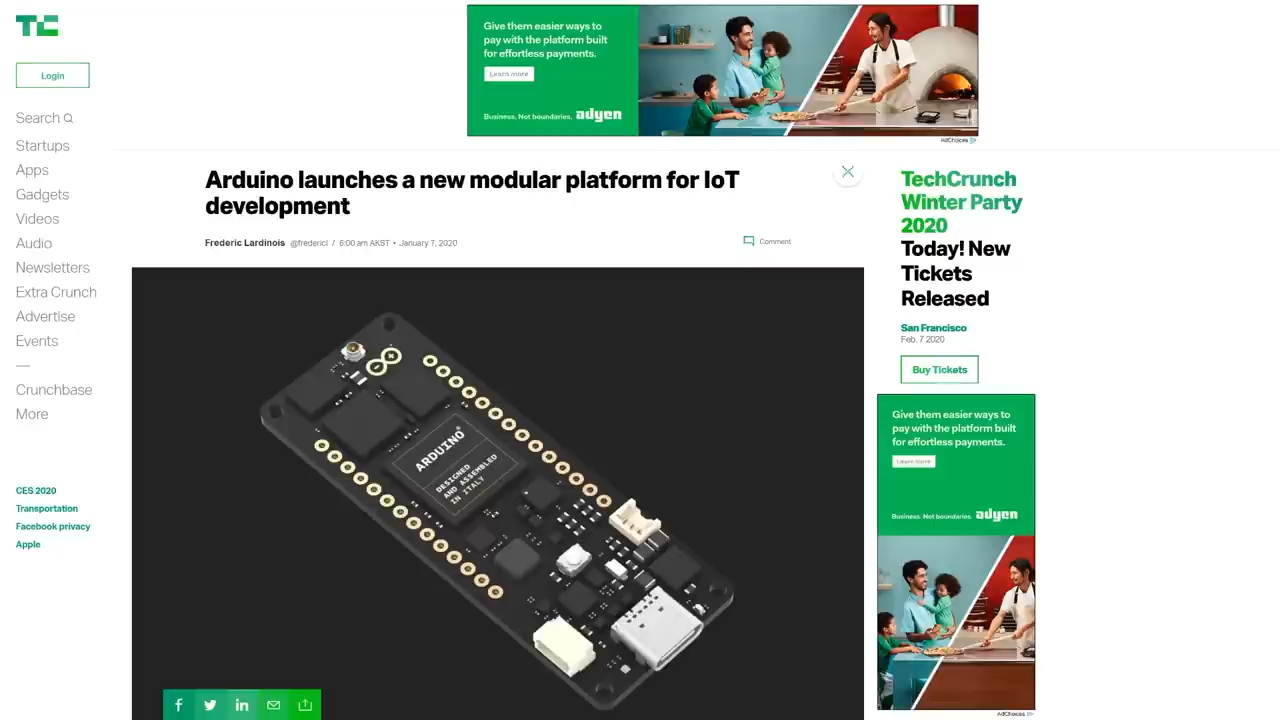 TC
Login
Search
Startups
Apps
Gadgets
Videos
Audio
Newsletters
Extra Crunch
Advertise
Events
—
Crunchbase
More
CES 2020
Transportation
Facebook privacy
Apple
Give them easier ways to
pay with the platform built
for effortless payments.
Learn more
Business. Not boundaries. adyen
AdChoices
Arduino launches a new modular platform for IoT
development
Frederic Lardinois @fredericl / 6:00 am AKST • January 7, 2020
Comment
ARDUINO®
DESIGNED
AND ASSEMBLED
IN ITALY
TechCrunch
Winter Party
2020
Today! New
Tickets
Released
San Francisco
Feb. 7 2020
Buy Tickets
Give them easier ways to
pay with the platform built
for effortless payments.
Learn more
Business. Not boundaries. adyen
AdChoices